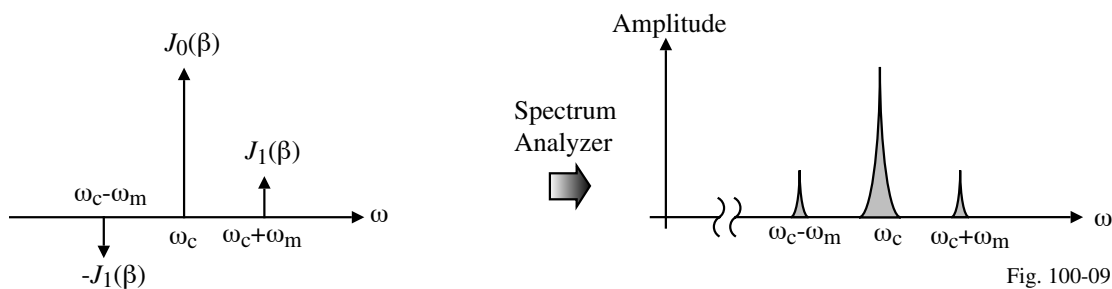 J0(β)
J1(β)
ωc-ωm
ω
ωc
ωc+ωm
-J1(β)
Spectrum
Analyzer
Amplitude
ω
ωc-ωm
ωc
ωc+ωm
Fig. 100-09